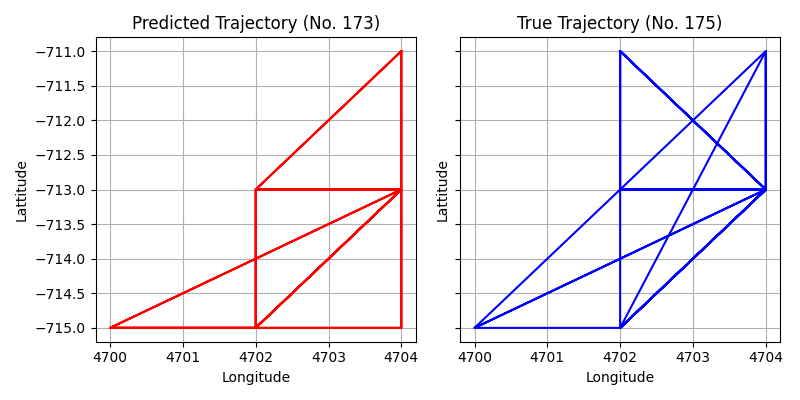 Predicted Trajectory (No. 173)
True Trajectory (No. 175)
−711.0
−711.5
−712.0
−712.5
−713.0
−713.5
−714.0
−714.5
−715.0
Lattitude
Lattitude
4700 4701 4702 4703 4704
4700 4701 4702 4703 4704
Longitude
Longitude